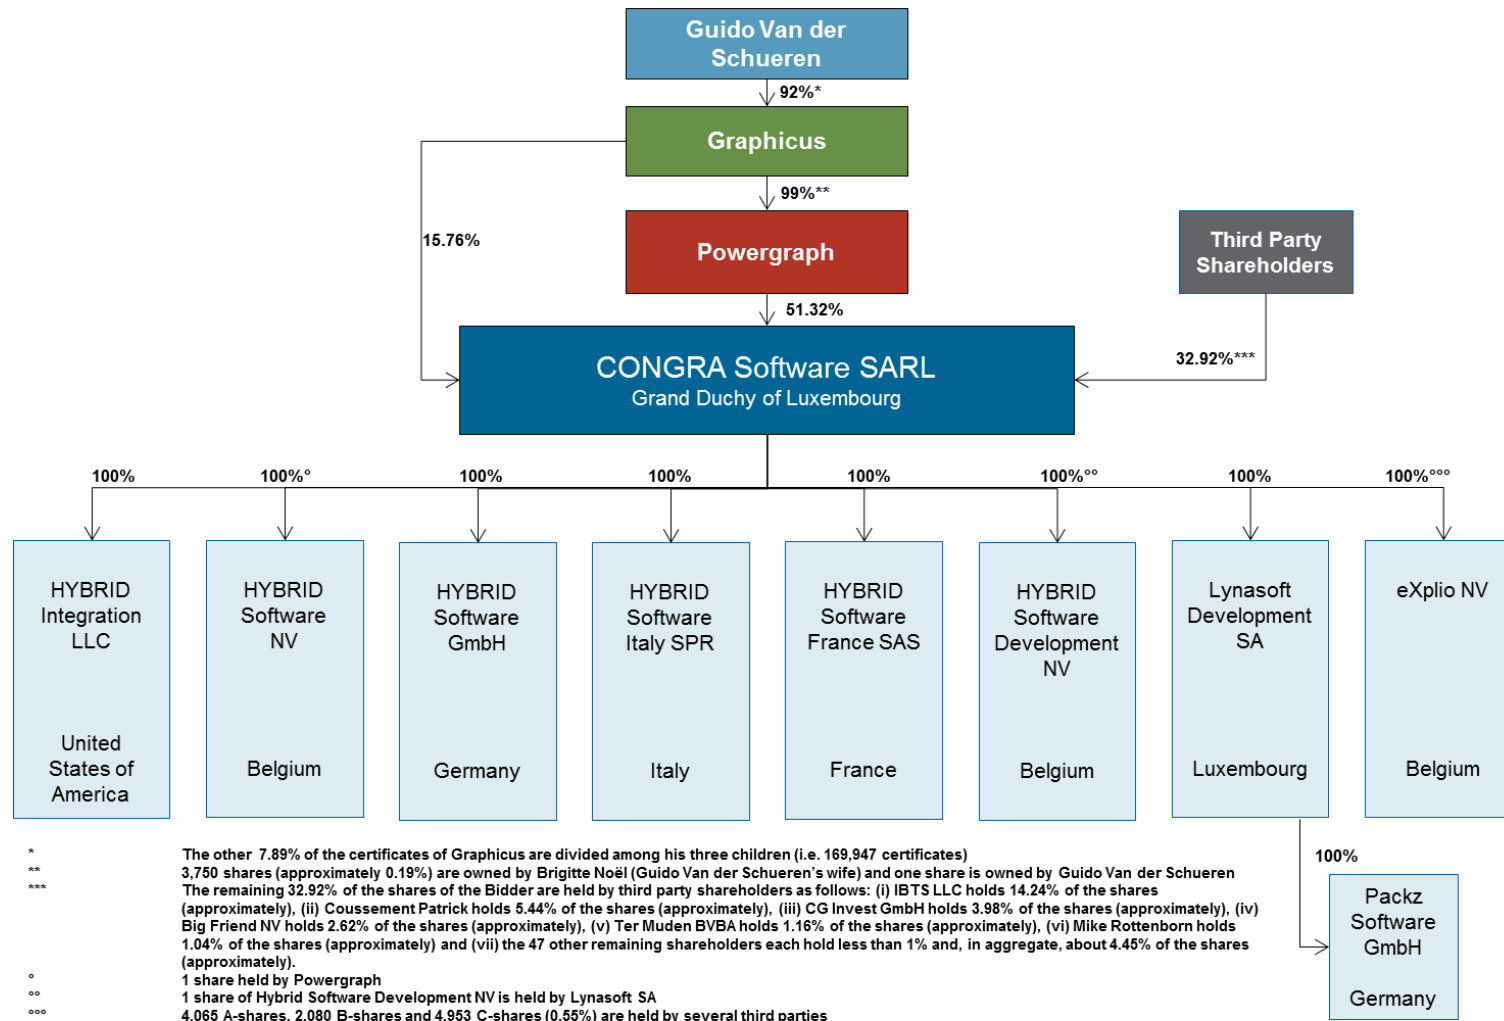 Guido Van der
Schueren
92%*
Graphicus
99%**
15.76%
Powergraph
Third Party
Shareholders
51.32%
CONGRA Software SARL
Grand Duchy of Luxembourg
32.92%***
100%
100%°
100%
100%
100%
100%°°
100%
100%°°°
HYBRID
Integration
LLC
United
States of
America
HYBRID
Software
NV
Belgium
HYBRID
Software
GmbH
Germany
HYBRID
Software
Italy SPR
Italy
HYBRID
Software
France SAS
France
HYBRID
Software
Development
NV
Belgium
Lynasoft
Development
SA
Luxembourg
eXplio NV
Belgium
100%
Packz
Software
GmbH
Germany
* The other 7.89% of the certificates of Graphicus are divided among his three children (i.e. 169,947 certificates)
** 3,750 shares (approximately 0.19%) are owned by Brigitte Noël (Guido Van der Schueren's wife) and one share is owned by Guido Van der Schueren
*** The remaining 32.92% of the shares of the Bidder are held by third party shareholders as follows: (i) IBTS LLC holds 14.24% of the shares
(approximately), (ii) Coussement Patrick holds 5.44% of the shares (approximately), (iii) CG Invest GmbH holds 3.98% of the shares (approximately), (iv)
Big Friend NV holds 2.62% of the shares (approximately), (v) Ter Muden BVBA holds 1.16% of the shares (approximately), (vi) Mike Rottenborn holds
1.04% of the shares (approximately) and (vii) the 47 other remaining shareholders each hold less than 1% and, in aggregate, about 4.45% of the shares
(approximately).
° 1 share held by Powergraph
°° 1 share of Hybrid Software Development NV is held by Lynasoft SA
°°° 4,065 A-shares, 2,080 B-shares and 4,953 C-shares (0.55%) are held by several third parties